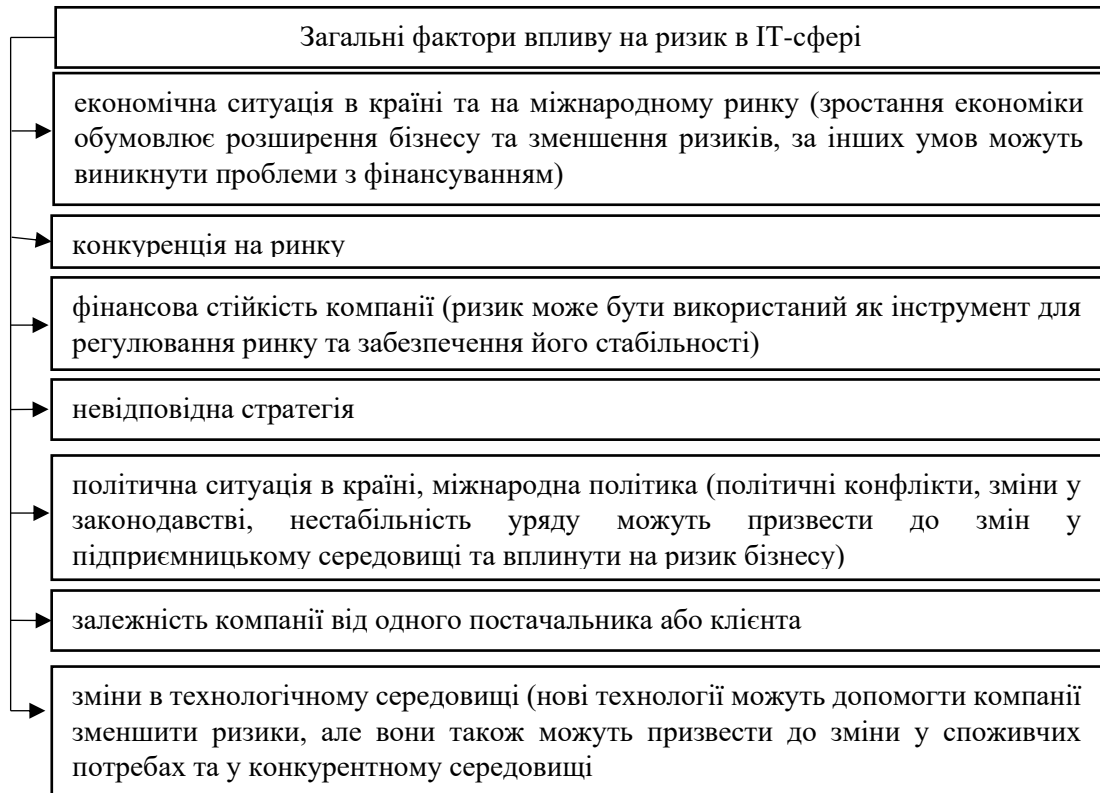 Загальні фактори впливу на ризик в ІТ-сфері
економічна ситуація в країні та на міжнародному ринку (зростання економіки
обумовлює розширення бізнесу та зменшення ризиків, за інших умов можуть
виникнути проблеми з фінансуванням)
конкуренція на ринку
фінансова стійкість компанії (ризик може бути використаний як інструмент для
регулювання ринку та забезпечення його стабільності)
невідповідна стратегія
політична ситуація в країні, міжнародна політика (політичні конфлікти, зміни у
законодавстві, нестабільність уряду можуть призвести до змін у
підприємницькому середовищі та вплинути на ризик бізнесу)
залежність компанії від одного постачальника або клієнта
зміни в технологічному середовищі (нові технології можуть допомогти компанії
зменшити ризики, але вони також можуть призвести до зміни у споживчих
потребах та у конкурентному середовищі